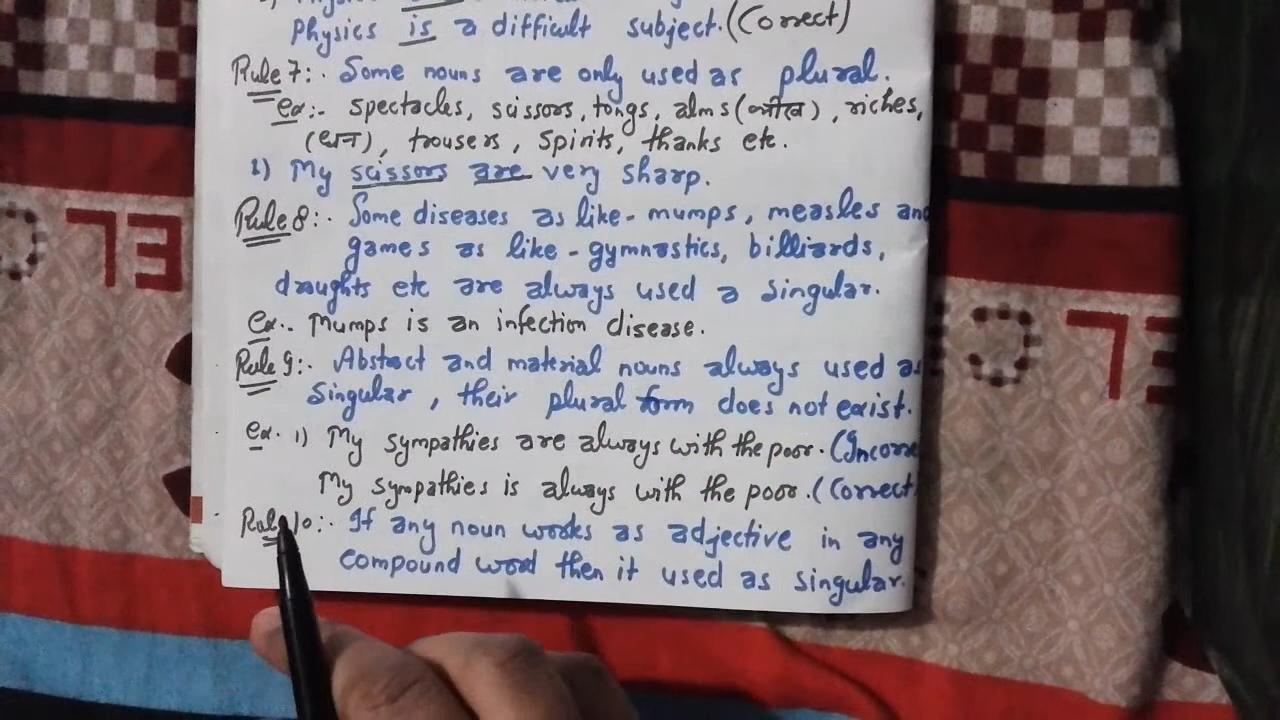 Physics is a difficult subject. (Correct)
Rule 7:- Some nouns are only used as plural.
ex:- spectacles, scissors, tongs, alms (भीख), riches,
(धन), trousers, spirits, thanks etc.
1) My scissors are very sharp.
Rule 8:- Some diseases as like - mumps, measles and
games as like - gymnastics, billiards,
draughts etc are always used a singular.
ex:- Mumps is an infection disease.
Rule 9:- Abstract and material nouns always used as
Singular, their plural form does not exist.
ex. 1) My sympathies are always with the poor. (Incorre
My sympathies is always with the poor. (Correct
Rule 10:- If any noun works as adjective in any
compound word then it used as singular.